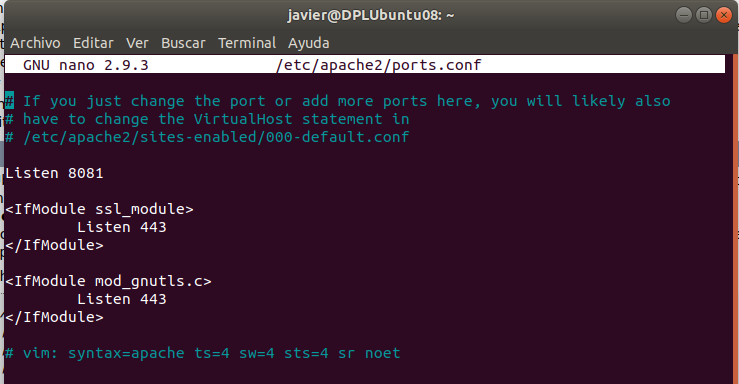 javier@DPLUbuntu08: ~
Archivo Editar Ver Buscar Terminal Ayuda
GNU nano 2.9.3 /etc/apache2/ports.conf
# If you just change the port or add more ports here, you will likely also
# have to change the VirtualHost statement in
# /etc/apache2/sites-enabled/000-default.conf
Listen 8081
<IfModule ssl_module>
Listen 443
</IfModule>
<IfModule mod_gnutls.c>
Listen 443
</IfModule>
# vim: syntax=apache ts=4 sw=4 sts=4 sr noet